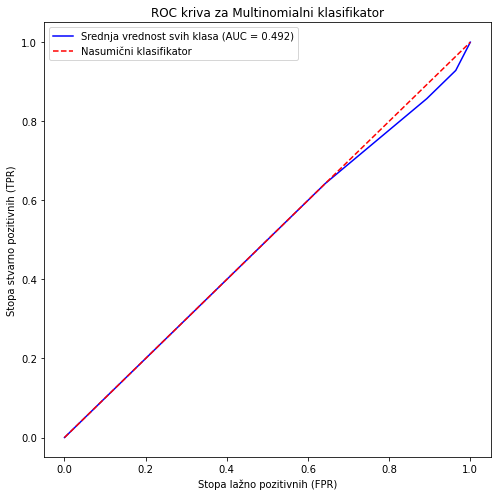 ROC kriva za Multinomialni klasifikator
Srednja vrednost svih klasa (AUC = 0.492)
Nasumični klasifikator
1.0
0.8
0.6
0.4
0.2
0.0
Stopa stvarno pozitivnih (TPR)
0.0 0.2 0.4 0.6 0.8 1.0
Stopa lažno pozitivnih (FPR)